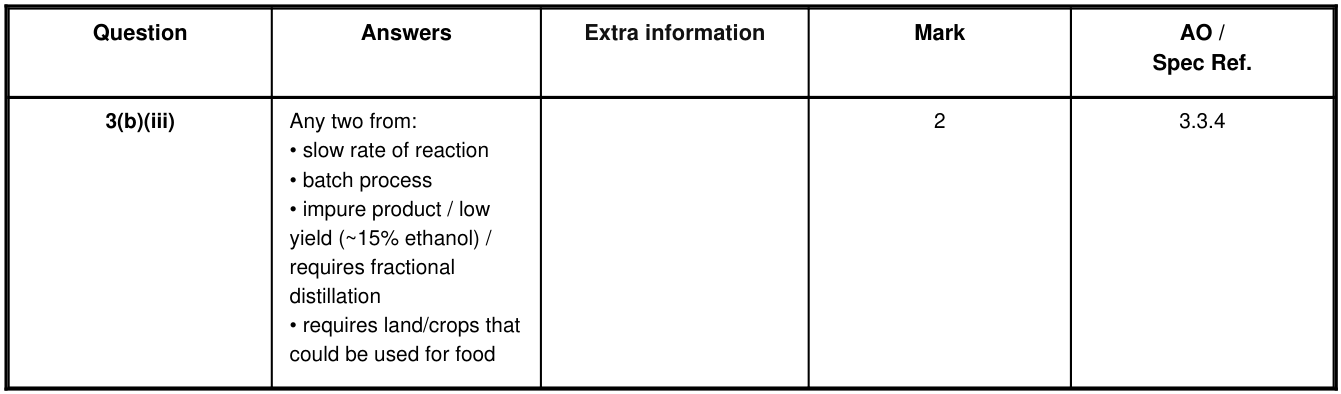 Question Answers Extra information Mark AO /
Spec Ref.
3(b)(iii) Any two from: 2 3.3.4
• slow rate of reaction
• batch process
• impure product / low
yield (~15% ethanol) /
requires fractional
distillation
• requires land/crops that
could be used for food